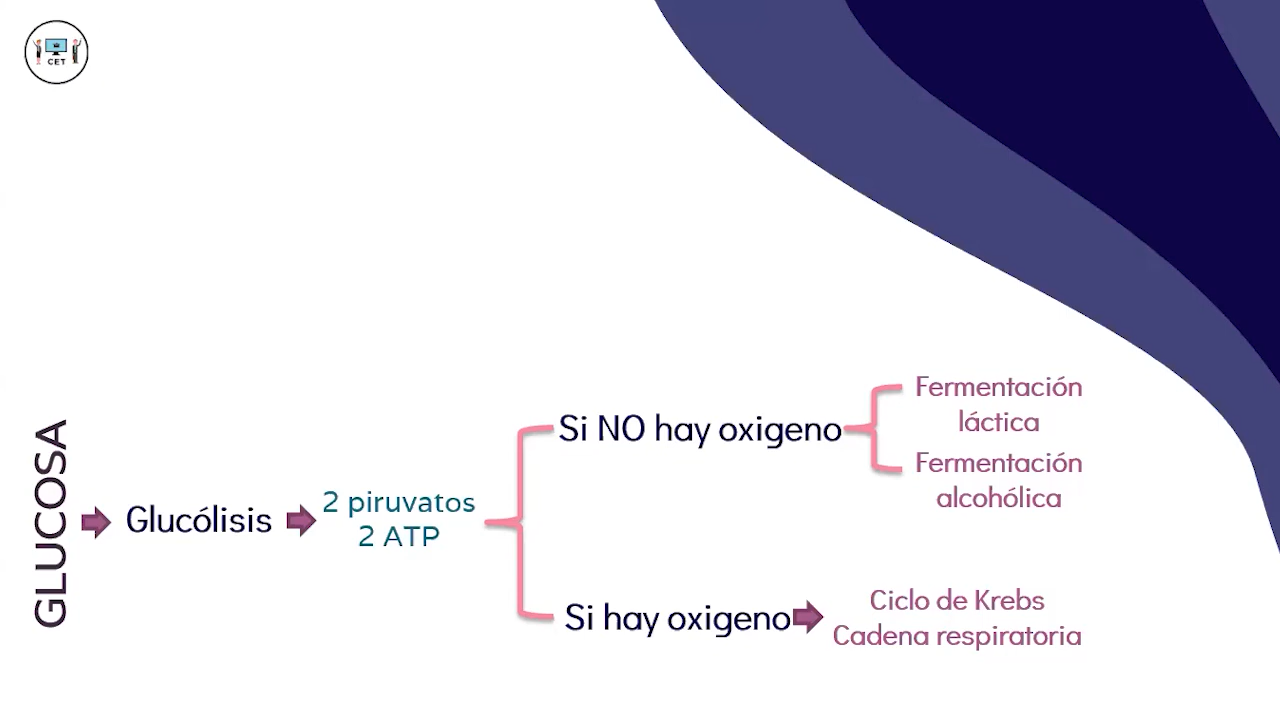 CET
GLUCOSA
Glucólisis
2 piruvatos
2 ATP
Si NO hay oxigeno
Fermentación
láctica
Fermentación
alcohólica
Si hay oxigeno
Ciclo de Krebs
Cadena respiratoria